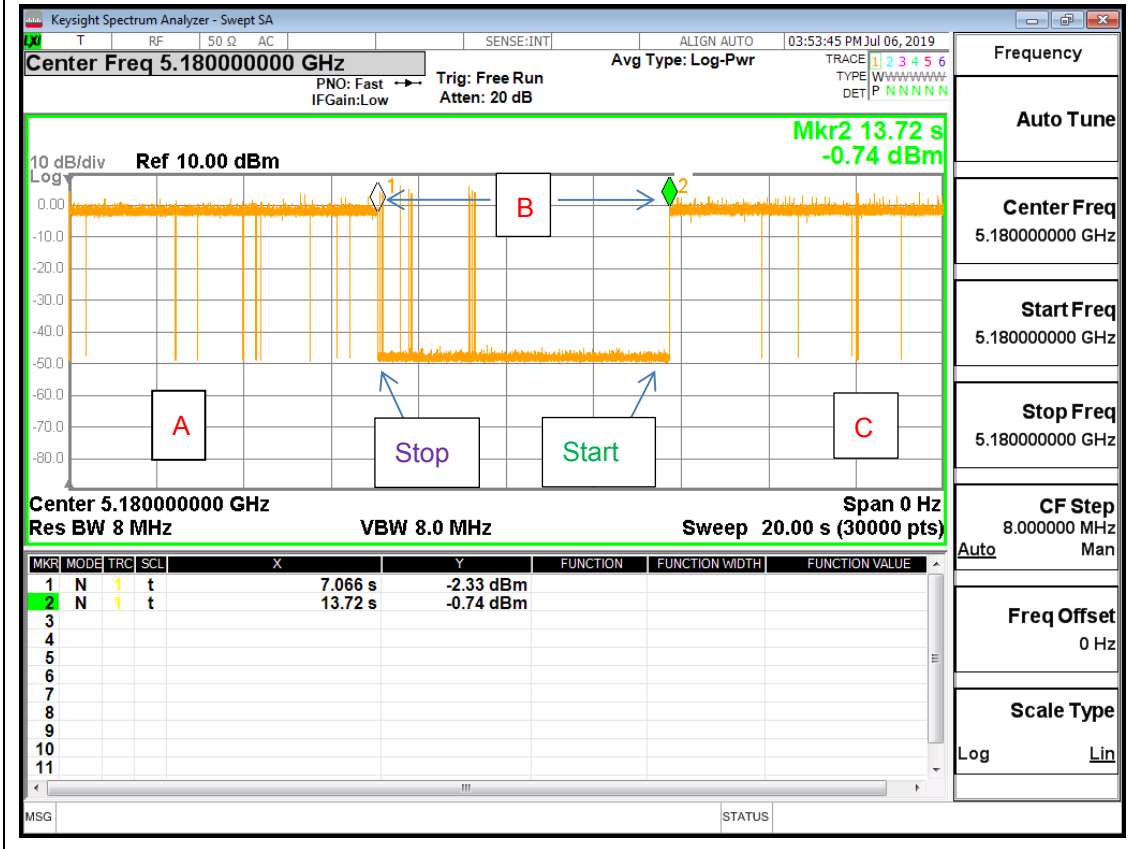 Keysight Spectrum Analyzer - Swept SA
LXI T RF 50 Ω AC SENSE:INT ALIGN AUTO 03:53:45 PM Jul 06, 2019
Center Freq 5.180000000 GHz
PNO: Fast
IFGain:Low
Trig: Free Run
Atten: 20 dB
Avg Type: Log-Pwr
TRACE 1 2 3 4 5 6
TYPE WWWWWW
DET P N N N N N
Mkr2 13.72 s
-0.74 dBm
10 dB/div Ref 10.00 dBm
Log
0.00
-10.0
-20.0
-30.0
-40.0
-50.0
-60.0
-70.0
-80.0
1
2
B
A
C
Stop
Start
Center 5.180000000 GHz Span 0 Hz
Res BW 8 MHz VBW 8.0 MHz Sweep 20.00 s (30000 pts)
MKR MODE TRC SCL X Y FUNCTION FUNCTION WIDTH FUNCTION VALUE
1 N 1 t 7.066 s -2.33 dBm
2 N 1 t 13.72 s -0.74 dBm
3
4
5
6
7
8
9
10
11
MSG STATUS
Frequency
Auto Tune
Center Freq
5.180000000 GHz
Start Freq
5.180000000 GHz
Stop Freq
5.180000000 GHz
CF Step
8.000000 MHz
Auto Man
Freq Offset
0 Hz
Scale Type
Log Lin